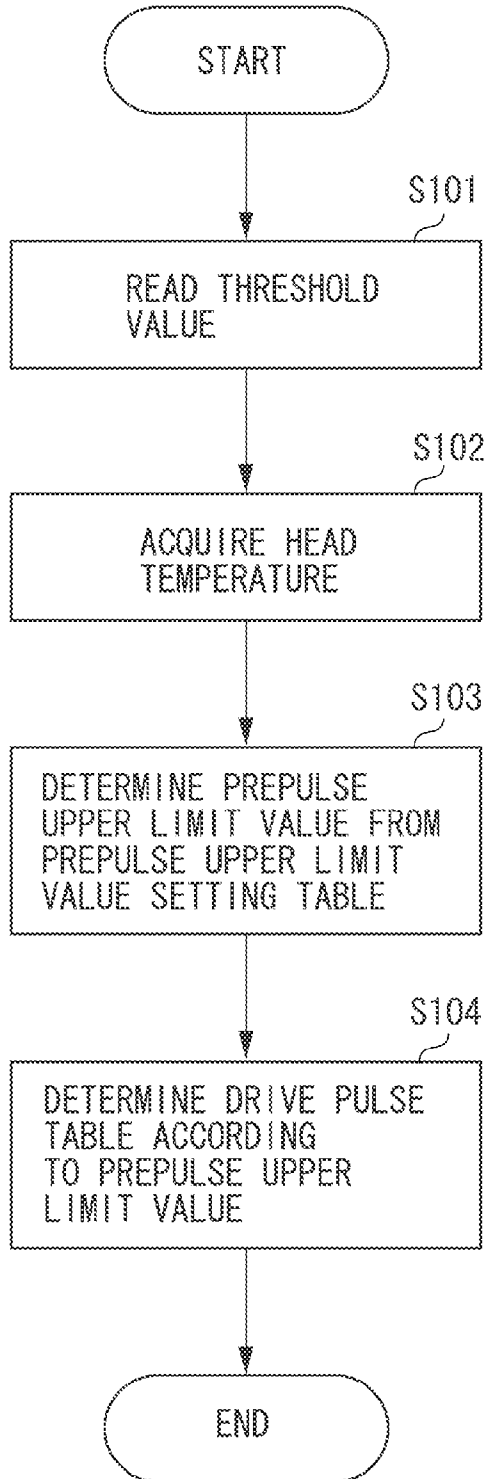 START
S101
READ THRESHOLD
VALUE
S102
ACQUIRE HEAD
TEMPERATURE
S103
DETERMINE PREPULSE
UPPER LIMIT VALUE FROM
PREPULSE UPPER LIMIT
VALUE SETTING TABLE
S104
DETERMINE DRIVE PULSE
TABLE ACCORDING
TO PREPULSE UPPER
LIMIT VALUE
END